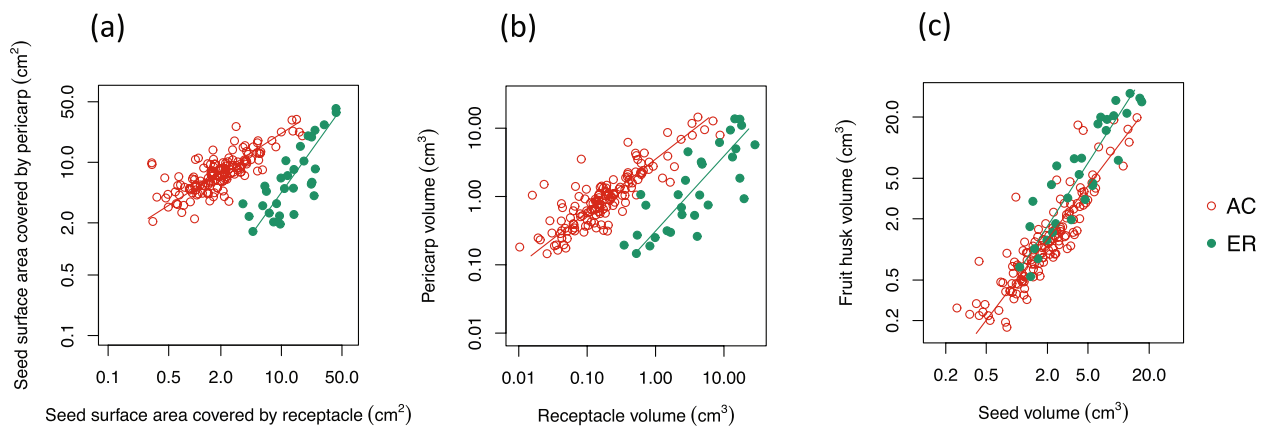 (a)
Seed surface area covered by pericarp (cm²)
50.0
10.0
2.0
0.5
0.1
0.1 0.5 2.0 10.0 50.0
Seed surface area covered by receptacle (cm²)
(b)
Pericarp volume (cm³)
10.00
1.00
0.10
0.01
0.01 0.10 1.00 10.00
Receptacle volume (cm³)
(c)
Fruit husk volume (cm³)
20.0
5.0
2.0
0.5
0.2
0.2 0.5 2.0 5.0 20.0
Seed volume (cm³)
AC
ER